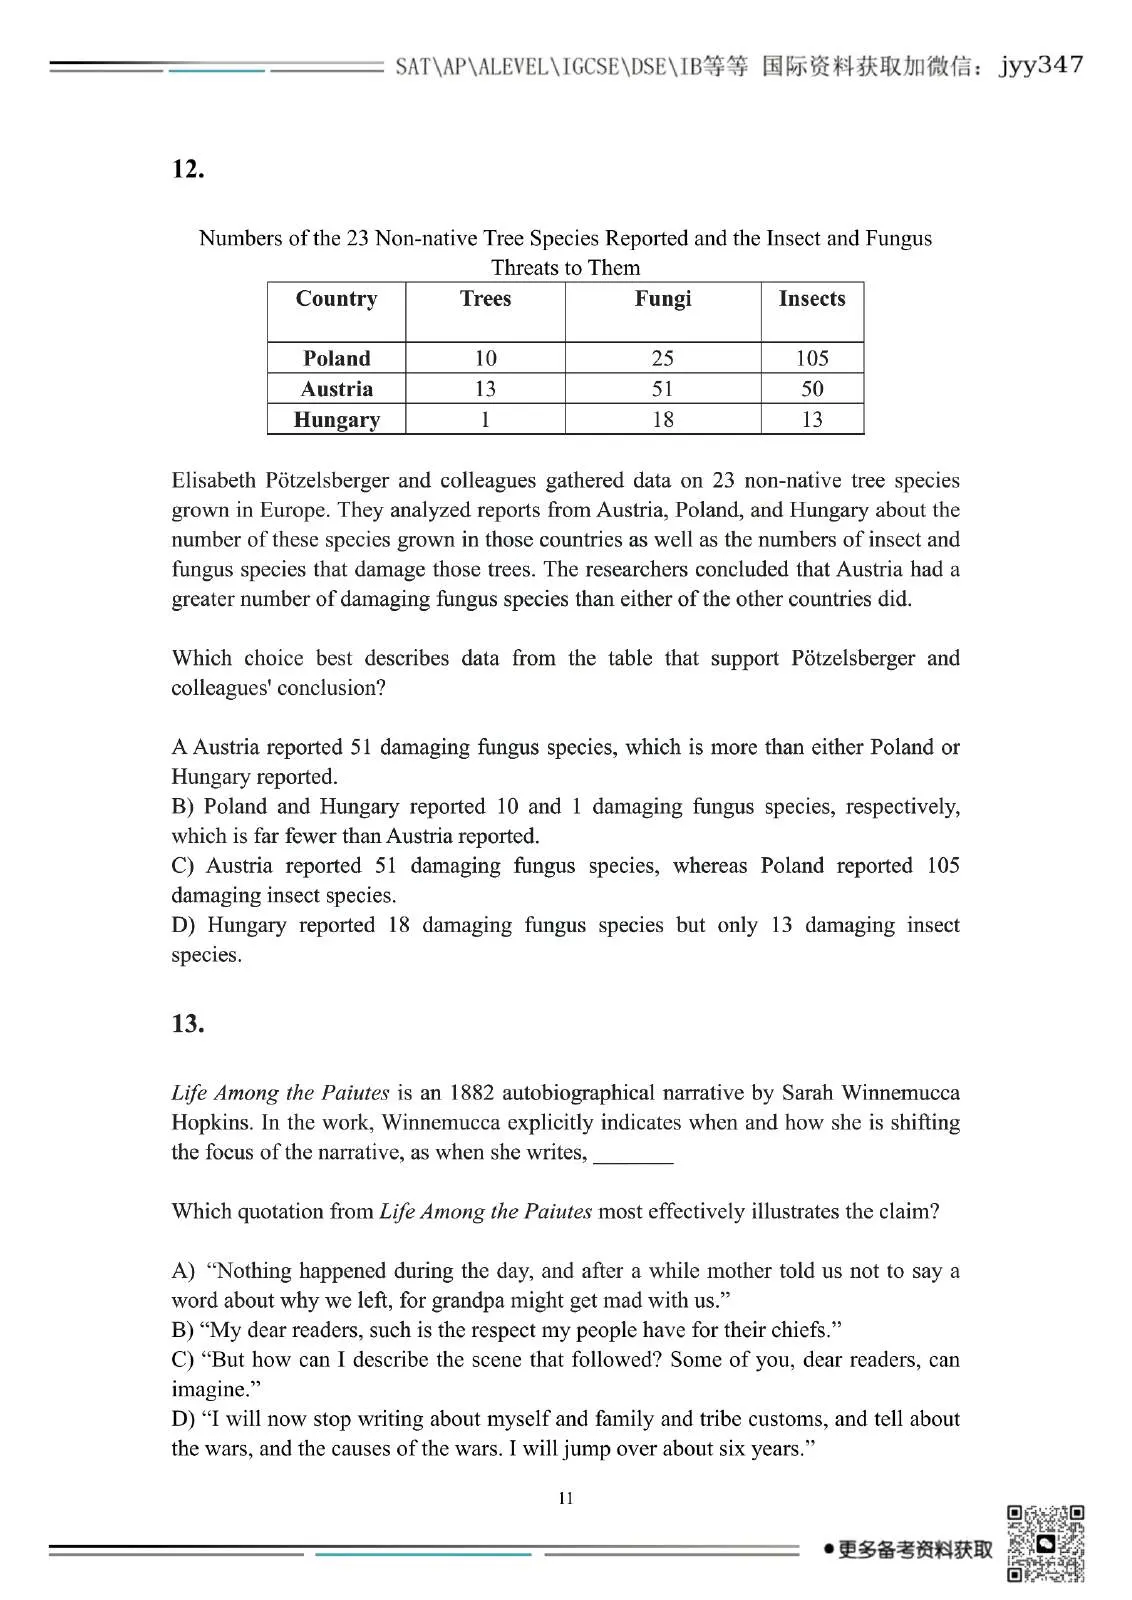 SAT\AP\ALEVEL\IGCSE\DSE\IB等等 国际资料获取加微信: jyy347
12.
Numbers of the 23 Non-native Tree Species Reported and the Insect and Fungus
Threats to Them
Country Trees Fungi Insects
Poland 10 25 105
Austria 13 51 50
Hungary 1 18 13
Elisabeth Pötzelsberger and colleagues gathered data on 23 non-native tree species
grown in Europe. They analyzed reports from Austria, Poland, and Hungary about the
number of these species grown in those countries as well as the numbers of insect and
fungus species that damage those trees. The researchers concluded that Austria had a
greater number of damaging fungus species than either of the other countries did.
Which choice best describes data from the table that support Pötzelsberger and
colleagues' conclusion?
A Austria reported 51 damaging fungus species, which is more than either Poland or
Hungary reported.
B) Poland and Hungary reported 10 and 1 damaging fungus species, respectively,
which is far fewer than Austria reported.
C) Austria reported 51 damaging fungus species, whereas Poland reported 105
damaging insect species.
D) Hungary reported 18 damaging fungus species but only 13 damaging insect
species.
13.
Life Among the Paiutes is an 1882 autobiographical narrative by Sarah Winnemucca
Hopkins. In the work, Winnemucca explicitly indicates when and how she is shifting
the focus of the narrative, as when she writes, _______
Which quotation from Life Among the Paiutes most effectively illustrates the claim?
A) “Nothing happened during the day, and after a while mother told us not to say a
word about why we left, for grandpa might get mad with us.”
B) “My dear readers, such is the respect my people have for their chiefs.”
C) “But how can I describe the scene that followed? Some of you, dear readers, can
imagine.”
D) “I will now stop writing about myself and family and tribe customs, and tell about
the wars, and the causes of the wars. I will jump over about six years.”
11
●更多备考资料获取